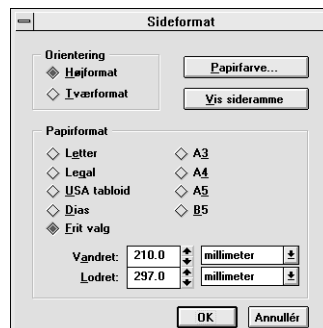 Sideformat
Orientering
Højformat
Tværformat
Papirfarve...
Vis sideramme
Papirformat
Letter
Legal
USA tabloid
Dias
Frit valg
A3
A4
A5
B5
Vandret: 210.0 millimeter
Lodret: 297.0 millimeter
OK Annullér